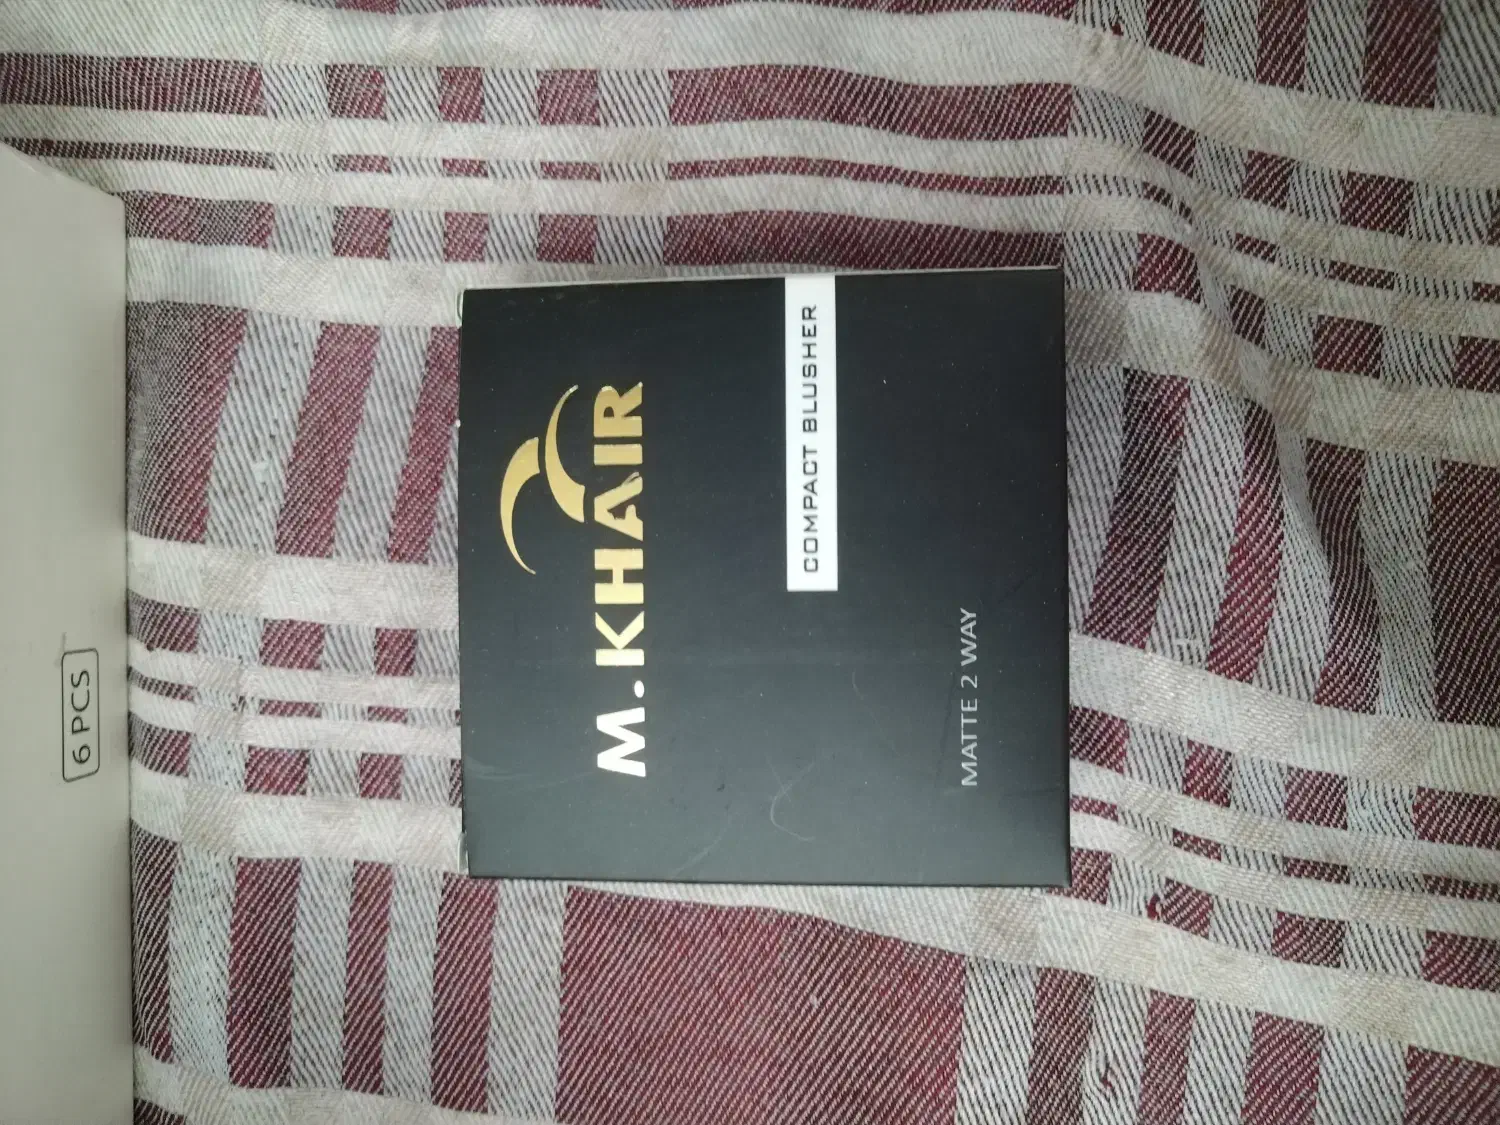 M.KHAIR
COMPACT BLUSHER
MATTE 2 WAY
6 PCS